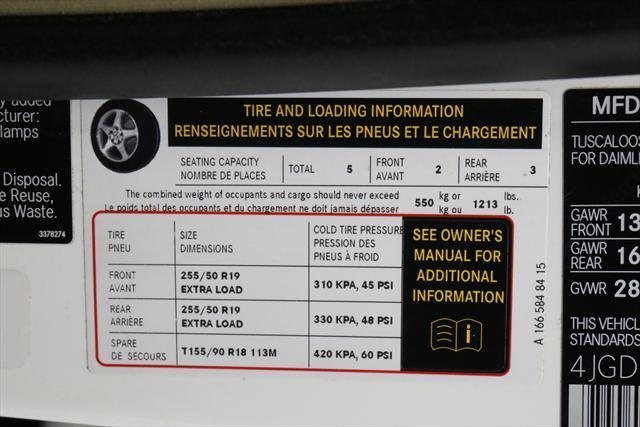 y added
cturer:
lamps
Disposal.
e Reuse,
us Waste.
3378274
TIRE AND LOADING INFORMATION
RENSEIGNEMENTS SUR LES PNEUS ET LE CHARGEMENT
SEATING CAPACITY
NOMBRE DE PLACES
TOTAL 5
FRONT
AVANT
2
REAR
ARRIÈRE
3
The combined weight of occupants and cargo should never exceed
Le poids total des occupants et du chargement ne doit jamais dépasser
550 kg or
kg ou
1213 lbs.
lb.
TIRE
PNEU
SIZE
DIMENSIONS
COLD TIRE PRESSURE
PRESSION DES
PNEUS À FROID
FRONT
AVANT
255/50 R19
EXTRA LOAD
310 KPA, 45 PSI
REAR
ARRIÈRE
255/50 R19
EXTRA LOAD
330 KPA, 48 PSI
SPARE
DE SECOURS
T155/90 R18 113M
420 KPA, 60 PSI
SEE OWNER'S
MANUAL FOR
ADDITIONAL
INFORMATION
i
A 166 584 84 15
MFD
TUSCALOOS
FOR DAIML
GAWR
FRONT 13
GAWR
REAR 16
GVWR 28
THIS VEHICL
STANDARDS
4JGD